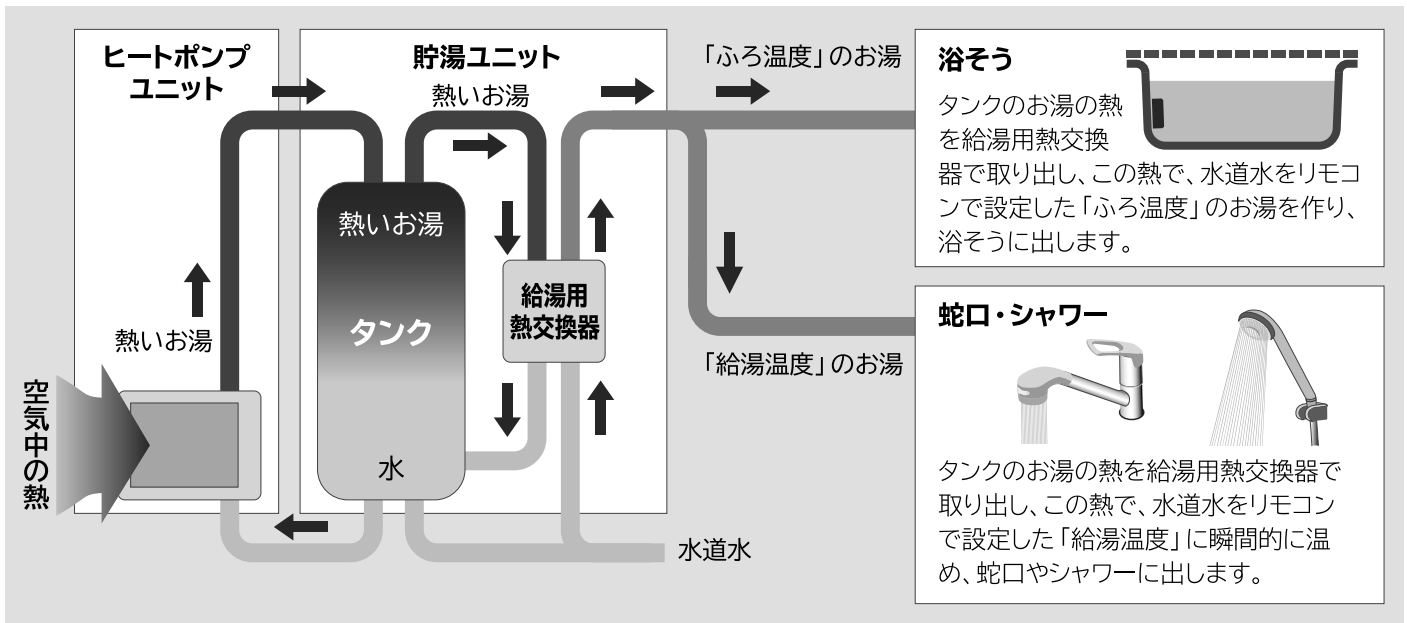 ヒートポンプ
ユニット
貯湯ユニット
熱いお湯
「ふろ温度」のお湯
熱いお湯
タンク
水
給湯用
熱交換器
熱いお湯
空気中の熱
「給湯温度」のお湯
水道水
浴そう
タンクのお湯の熱
を給湯用熱交換
器で取り出し、この熱で、水道水をリモコ
ンで設定した「ふろ温度」のお湯を作り、
浴そうに出します。
蛇口・シャワー
タンクのお湯の熱を給湯用熱交換器で
取り出し、この熱で、水道水をリモコン
で設定した「給湯温度」に瞬間的に温
め、蛇口やシャワーに出します。